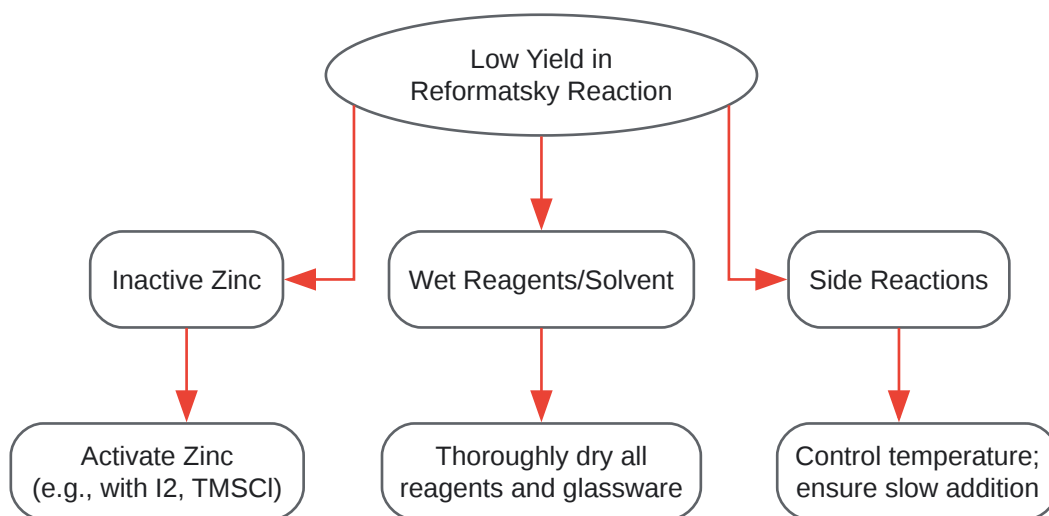 Low Yield in
Reformatsky Reaction
Inactive Zinc
Wet Reagents/Solvent
Side Reactions
Activate Zinc
(e.g., with I2, TMSCl)
Thoroughly dry all
reagents and glassware
Control temperature;
ensure slow addition